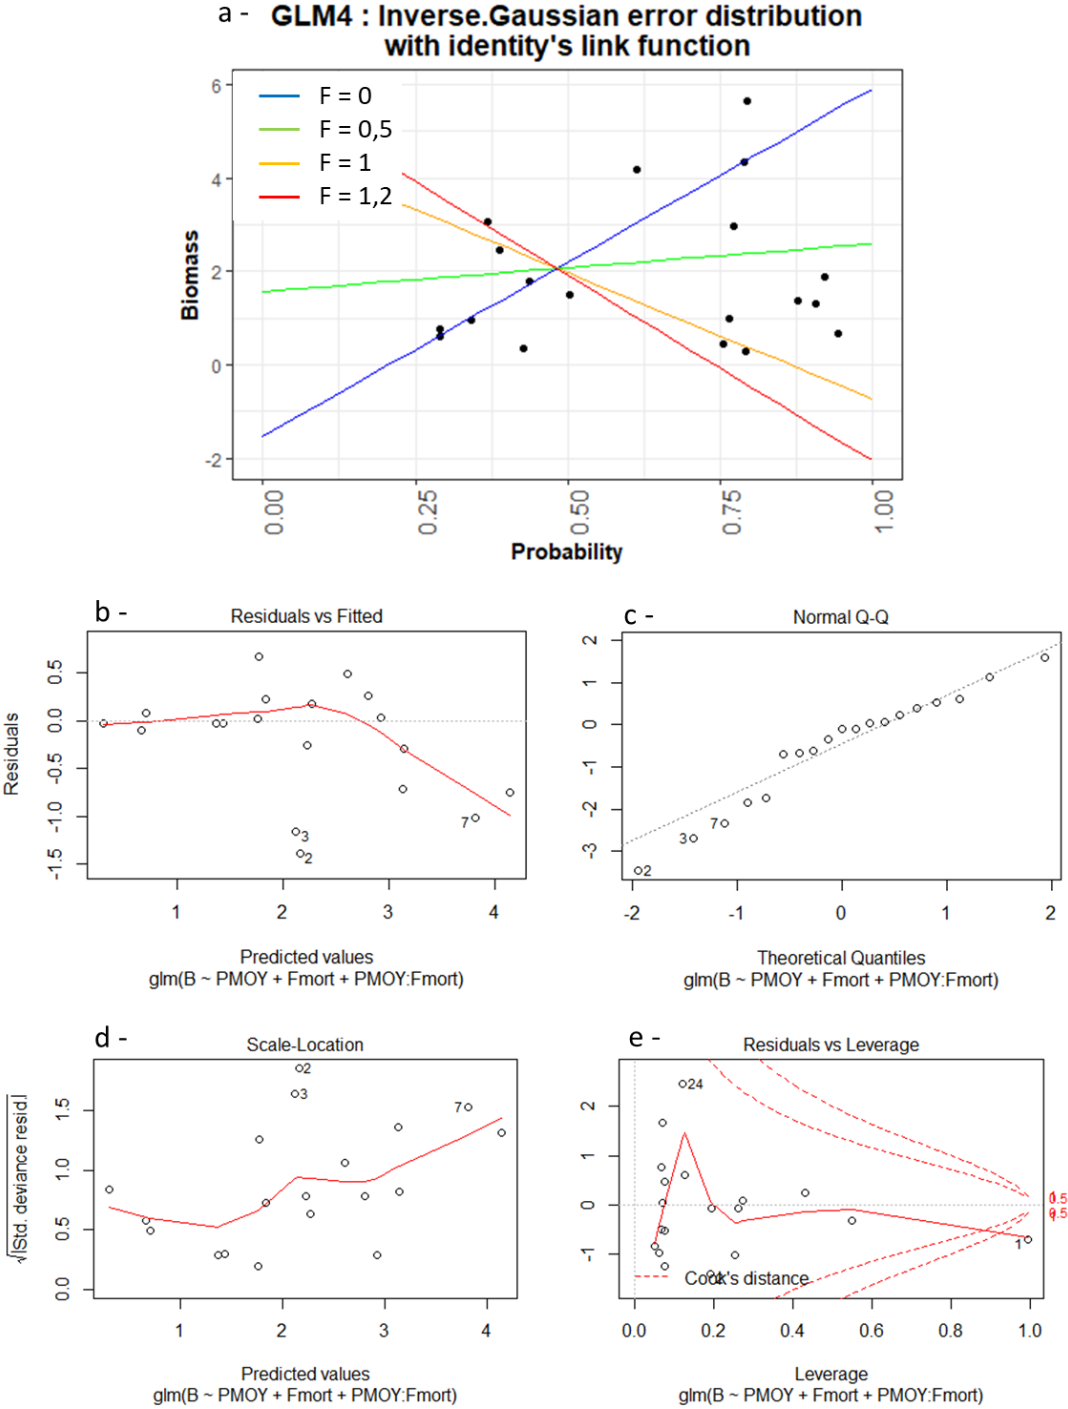 a -
GLM4 : Inverse.Gaussian error distribution
with identity's link function
F = 0
F = 0,5
F = 1
F = 1,2
Biomass
6
4
2
0
-2
0.00
0.25
0.50
0.75
1.00
Probability
b -
Residuals vs Fitted
Residuals
0.5
0.0
-0.5
-1.0
-1.5
3
2
7
1
2
3
4
Predicted values
glm(B ~ PMOY + Fmort + PMOY:Fmort)
c -
Normal Q-Q
2
1
0
-1
-2
-3
2
3
7
-2
-1
0
1
2
Theoretical Quantiles
glm(B ~ PMOY + Fmort + PMOY:Fmort)
d -
Scale-Location
√|Std. deviance resid.|
1.5
1.0
0.5
0.0
2
3
7
1
2
3
4
Predicted values
glm(B ~ PMOY + Fmort + PMOY:Fmort)
e -
Residuals vs Leverage
2
1
0
-1
24
1
0.5
0.5
Cook's distance
0.0
0.2
0.4
0.6
0.8
1.0
Leverage
glm(B ~ PMOY + Fmort + PMOY:Fmort)